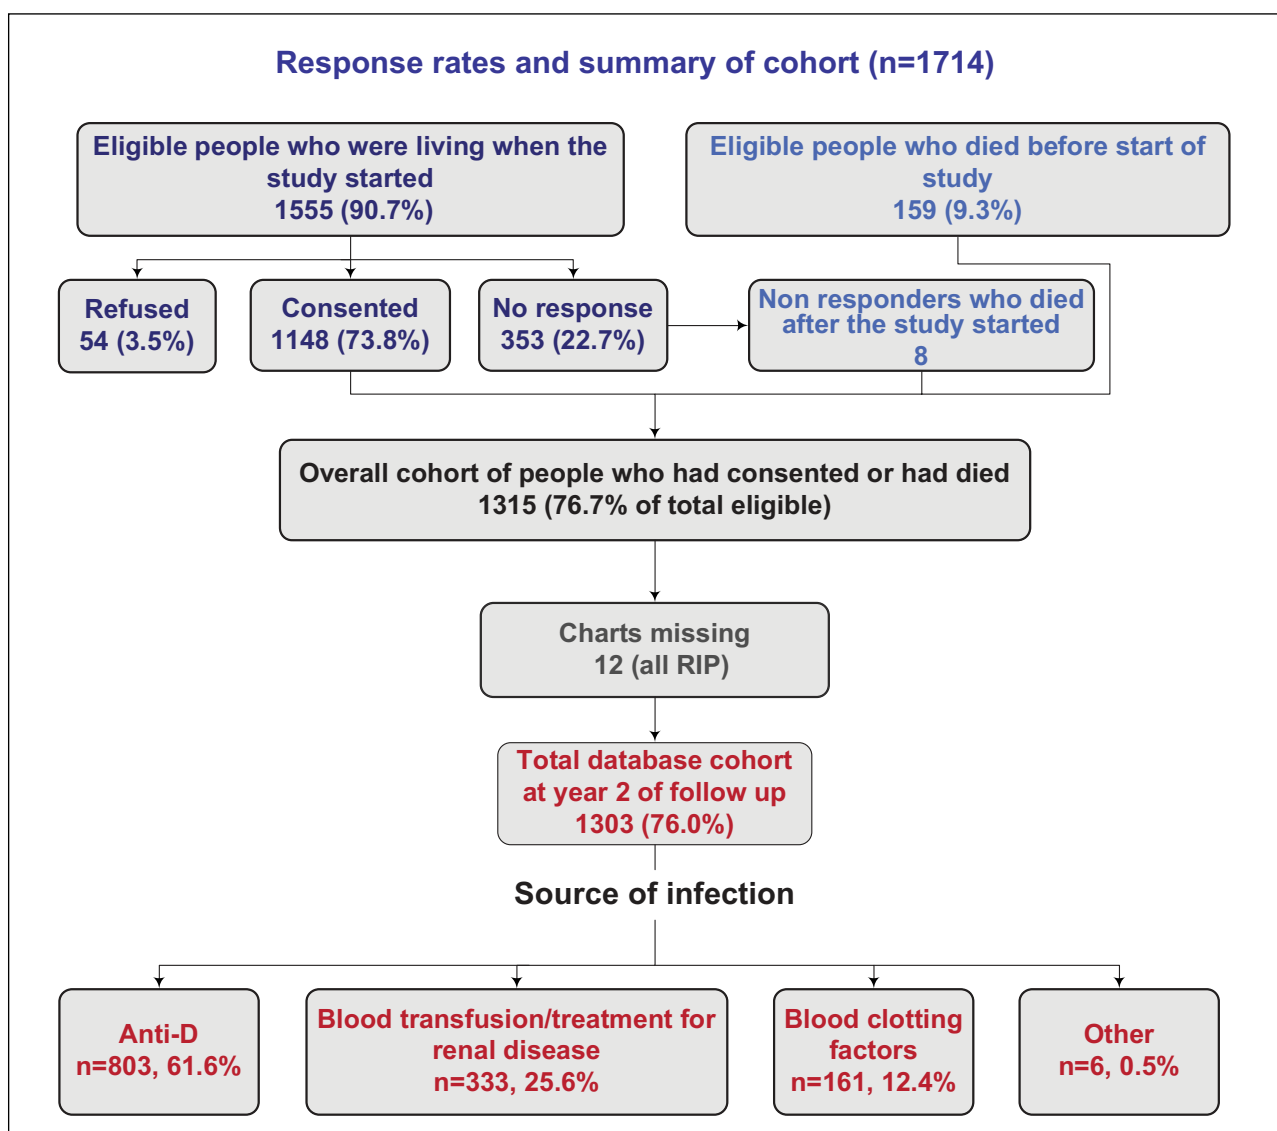 Response rates and summary of cohort (n=1714)
Eligible people who were living when the
study started
1555 (90.7%)
Eligible people who died before start of
study
159 (9.3%)
Refused
54 (3.5%)
Consented
1148 (73.8%)
No response
353 (22.7%)
Non responders who died
after the study started
8
Overall cohort of people who had consented or had died
1315 (76.7% of total eligible)
Charts missing
12 (all RIP)
Total database cohort
at year 2 of follow up
1303 (76.0%)
Source of infection
Anti-D
n=803, 61.6%
Blood transfusion/treatment for
renal disease
n=333, 25.6%
Blood clotting
factors
n=161, 12.4%
Other
n=6, 0.5%